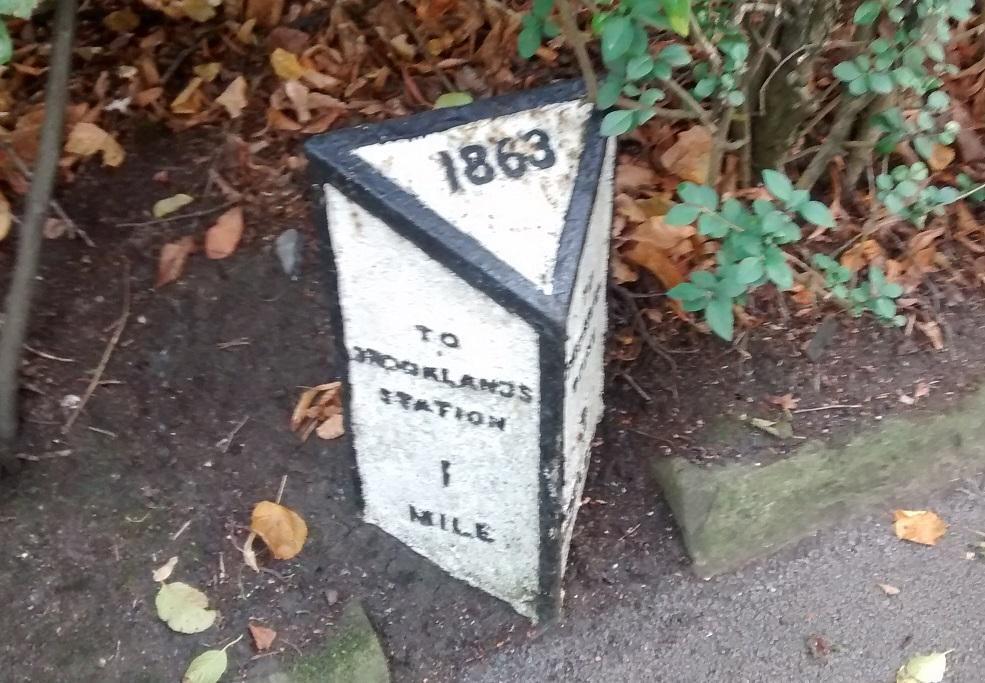 1863
TO
BROOKLANDS
STATION
1
MILE